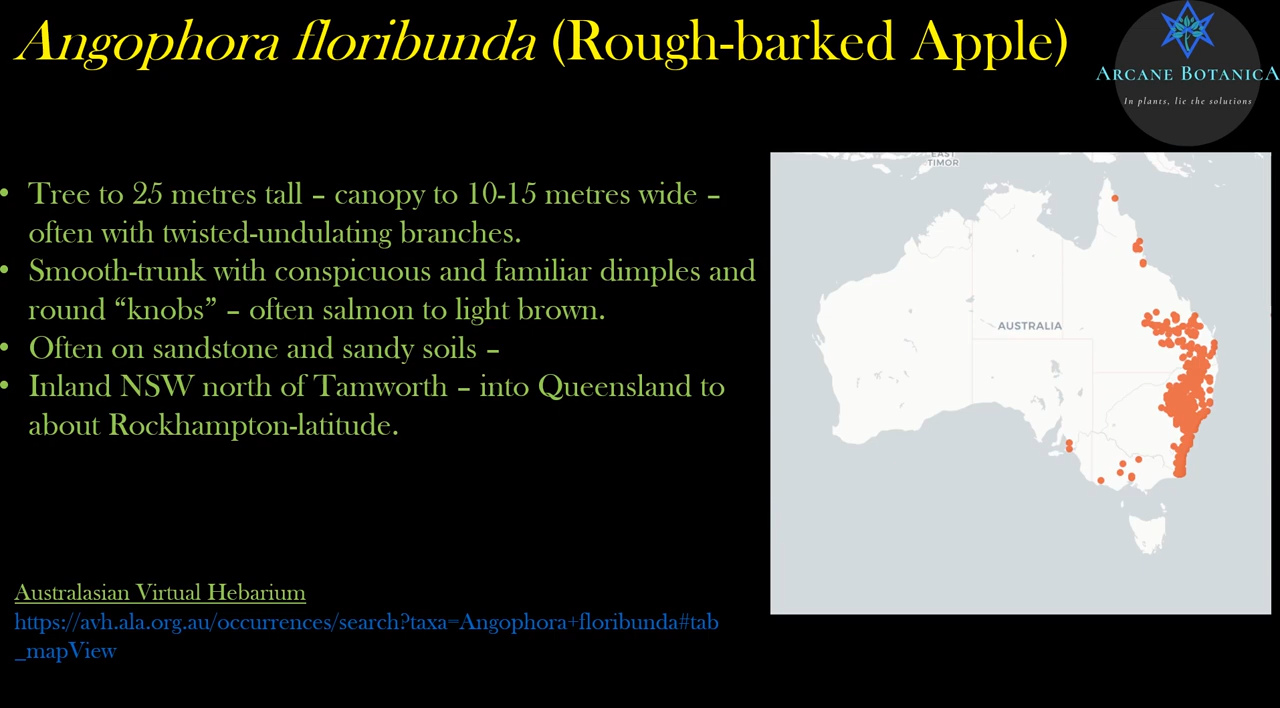 Angophora floribunda (Rough-barked Apple)
ARCANE BOTANICA
In plants, lie the solutions
• Tree to 25 metres tall – canopy to 10-15 metres wide –
often with twisted-undulating branches.
• Smooth-trunk with conspicuous and familiar dimples and
round “knobs” – often salmon to light brown.
• Often on sandstone and sandy soils –
• Inland NSW north of Tamworth – into Queensland to
about Rockhampton-latitude.
EAST
TIMOR
AUSTRALIA
Australasian Virtual Hebarium
https://avh.ala.org.au/occurrences/search?taxa=Angophora+floribunda#tab
_mapView